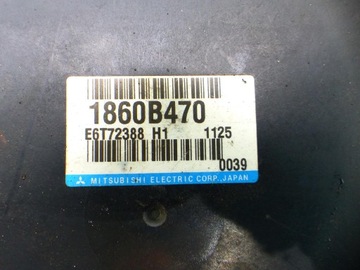 1860B470
E6T72388 H1 1125
0039
MITSUBISHI ELECTRIC CORP., JAPAN